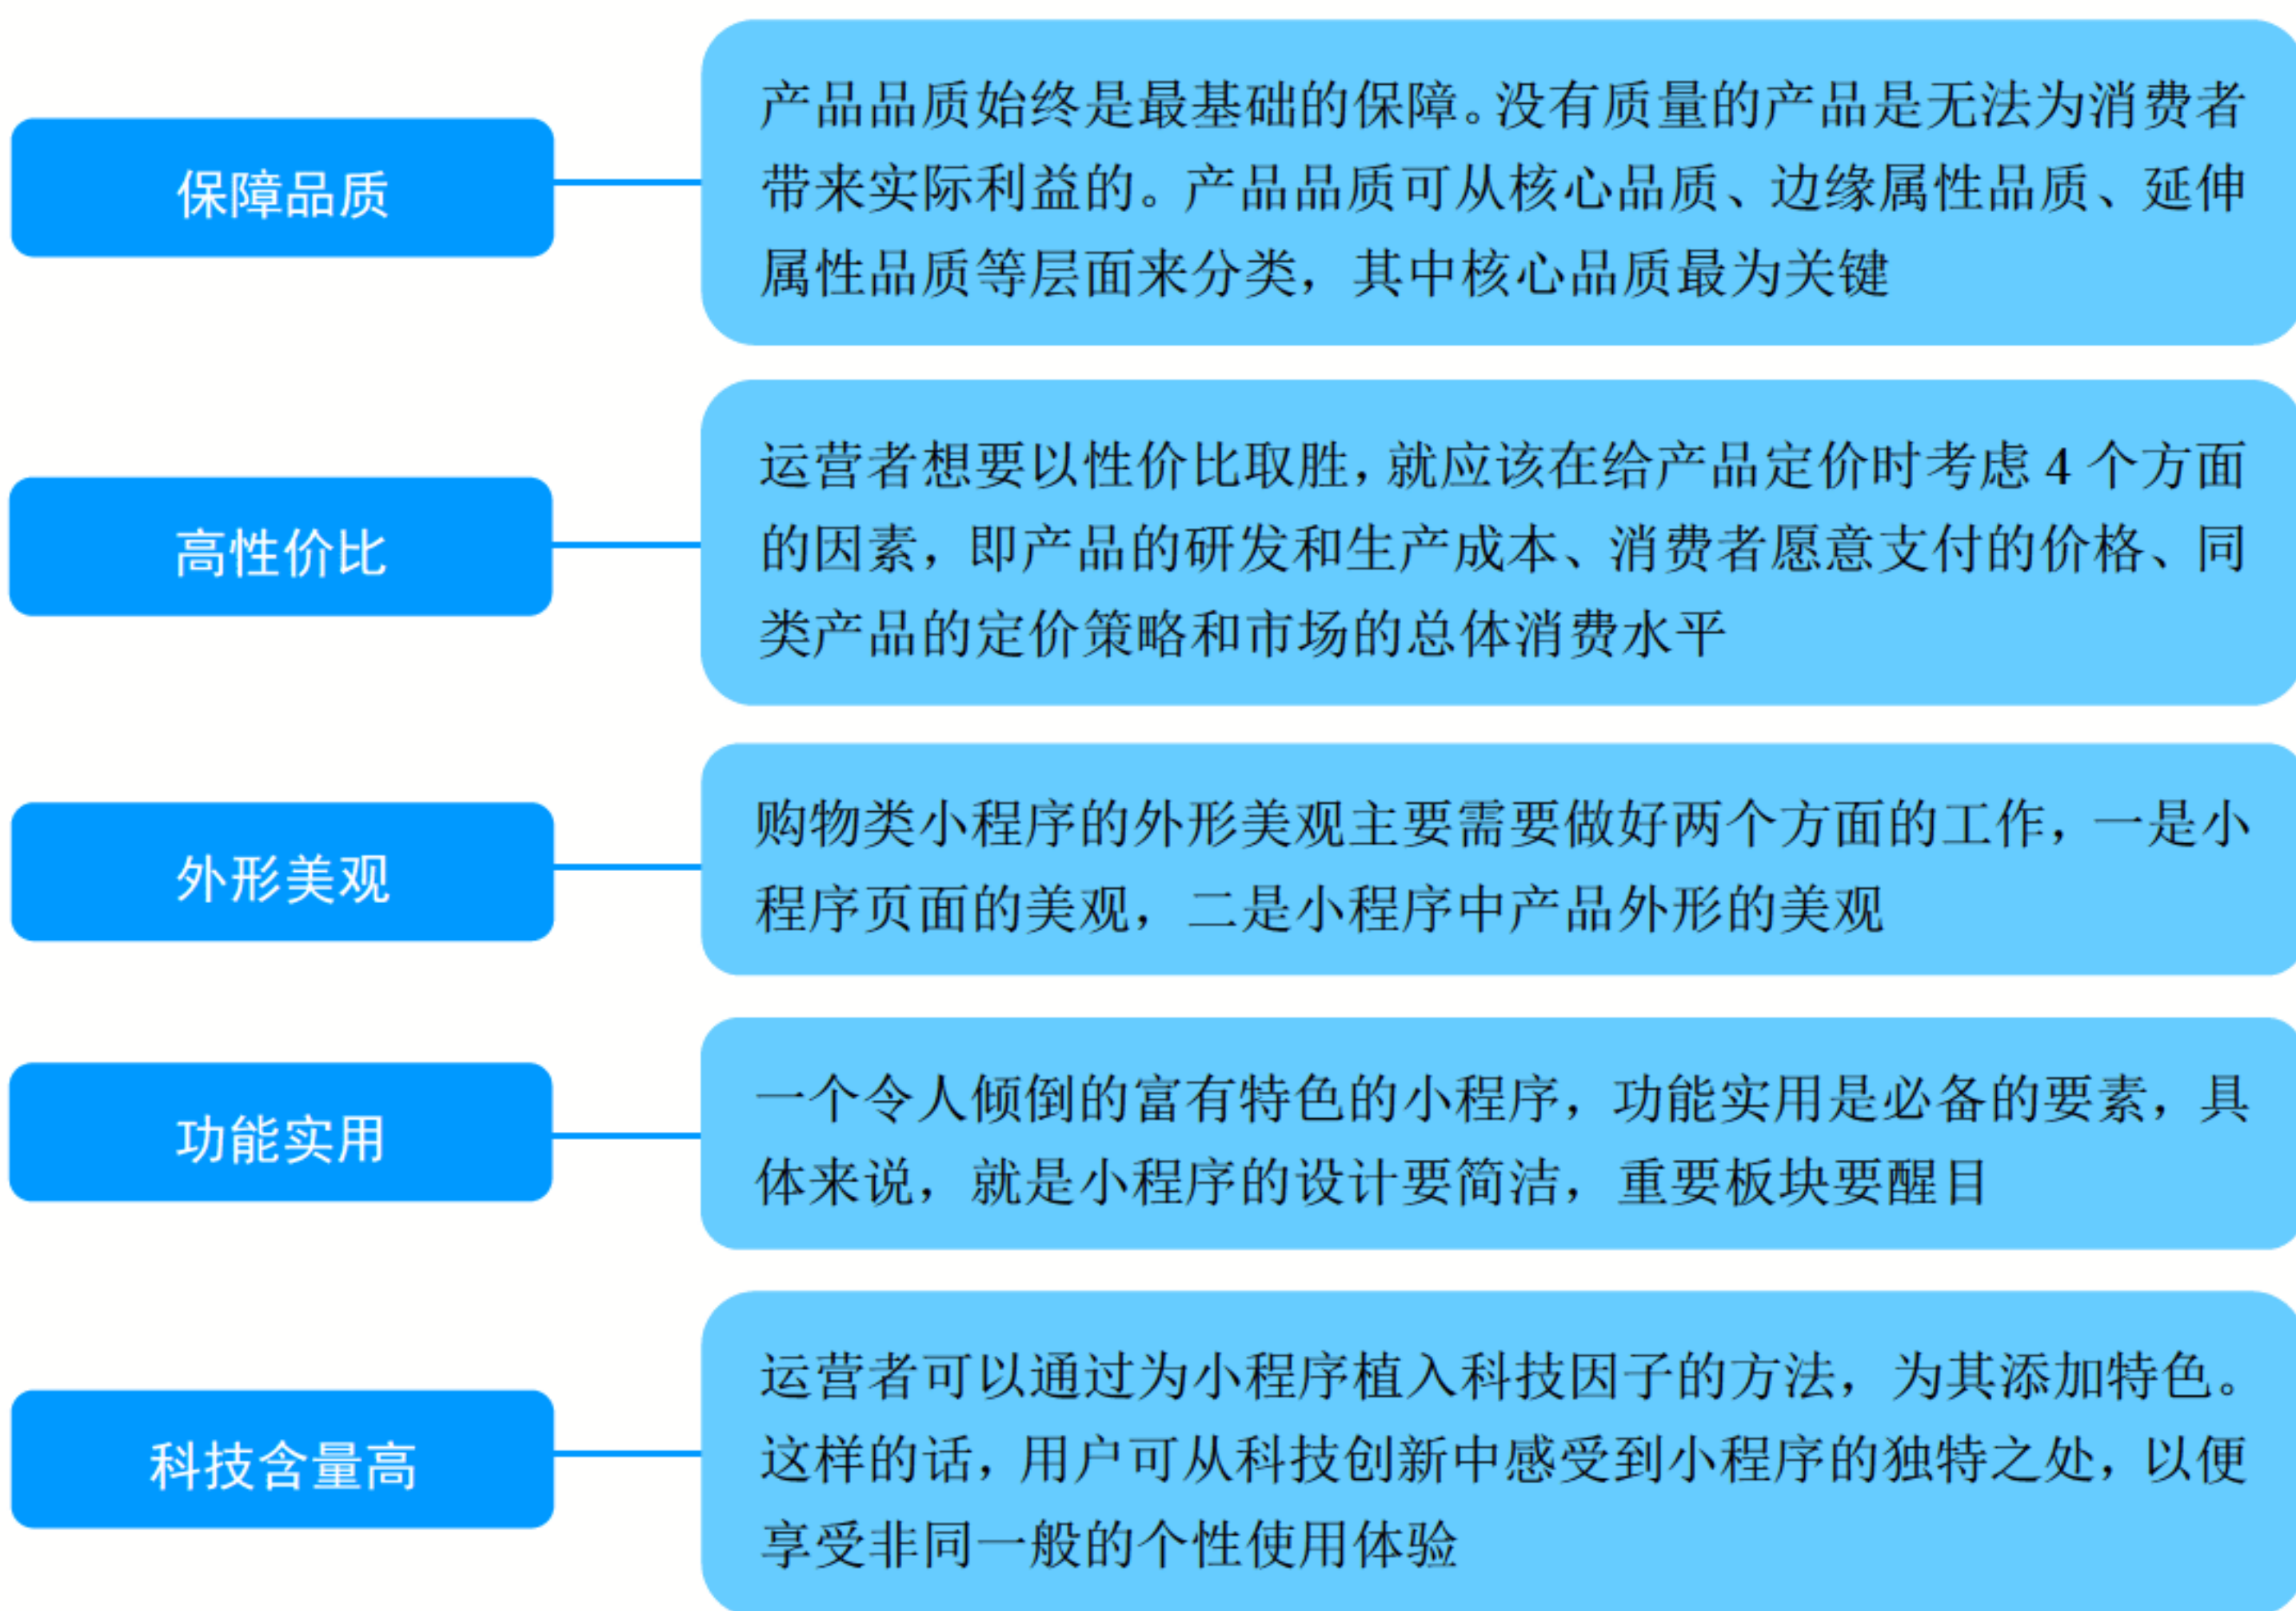 保障品质
产品品质始终是最基础的保障。没有质量的产品是无法为消费者
带来实际利益的。产品品质可从核心品质、边缘属性品质、延伸
属性品质等层面来分类，其中核心品质最为关键
高性价比
运营者想要以性价比取胜，就应该在给产品定价时考虑 4 个方面
的因素，即产品的研发和生产成本、消费者愿意支付的价格、同
类产品的定价策略和市场的总体消费水平
外形美观
购物类小程序的外形美观主要需要做好两个方面的工作，一是小
程序页面的美观，二是小程序中产品外形的美观
功能实用
一个令人倾倒的富有特色的小程序，功能实用是必备的要素，具
体来说，就是小程序的设计要简洁，重要板块要醒目
科技含量高
运营者可以通过为小程序植入科技因子的方法，为其添加特色。
这样的话，用户可从科技创新中感受到小程序的独特之处，以便
享受非同一般的个性使用体验